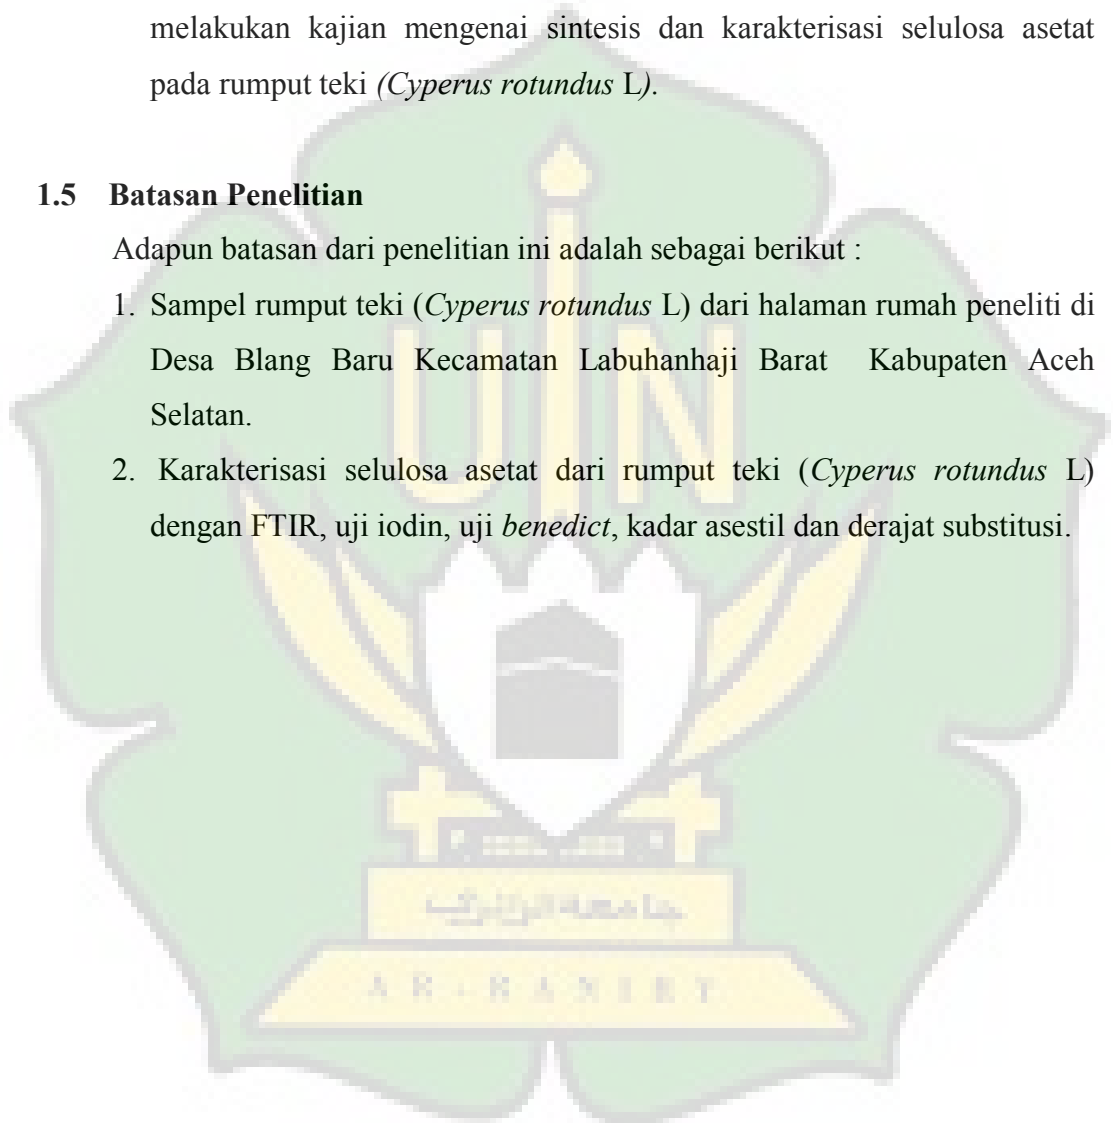 melakukan kajian mengenai sintesis dan karakterisasi selulosa asetat
pada rumput teki (Cyperus rotundus L).
1.5 Batasan Penelitian
Adapun batasan dari penelitian ini adalah sebagai berikut :
1. Sampel rumput teki (Cyperus rotundus L) dari halaman rumah peneliti di
Desa Blang Baru Kecamatan Labuhanhaji Barat Kabupaten Aceh
Selatan.
2. Karakterisasi selulosa asetat dari rumput teki (Cyperus rotundus L)
dengan FTIR, uji iodin, uji benedict, kadar asestil dan derajat substitusi.
UIN
جامعة الرانيري
AR-RANIRY